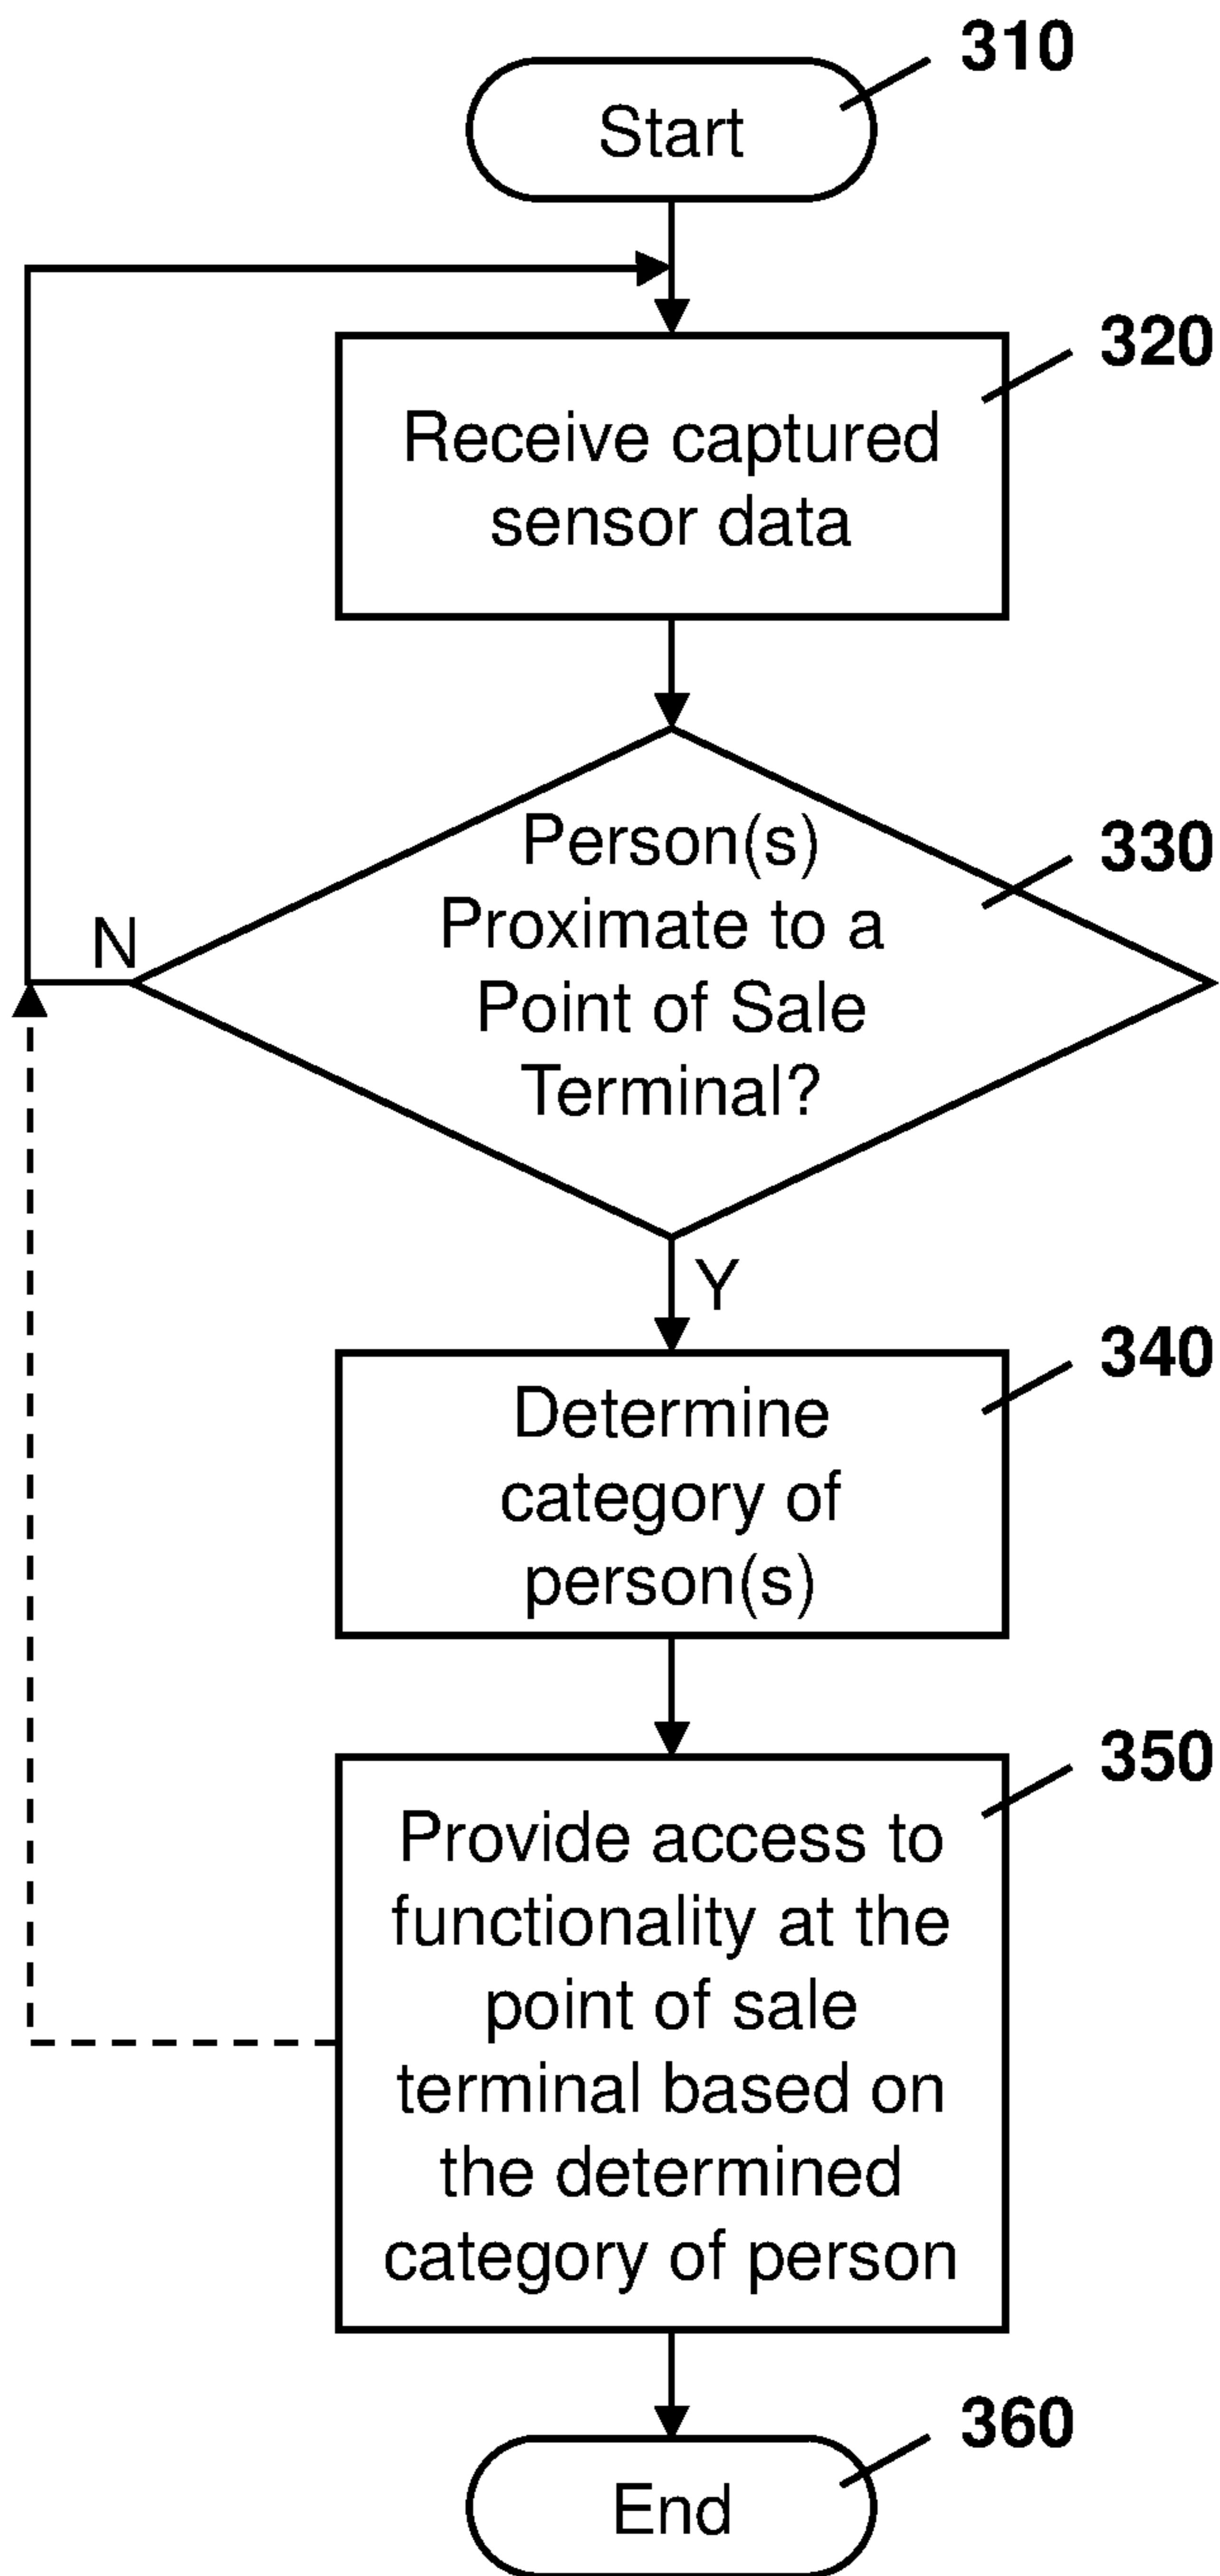 310
Start
320
Receive captured
sensor data
330
Person(s)
Proximate to a
Point of Sale
Terminal?
N
Y
340
Determine
category of
person(s)
350
Provide access to
functionality at the
point of sale
terminal based on
the determined
category of person
360
End